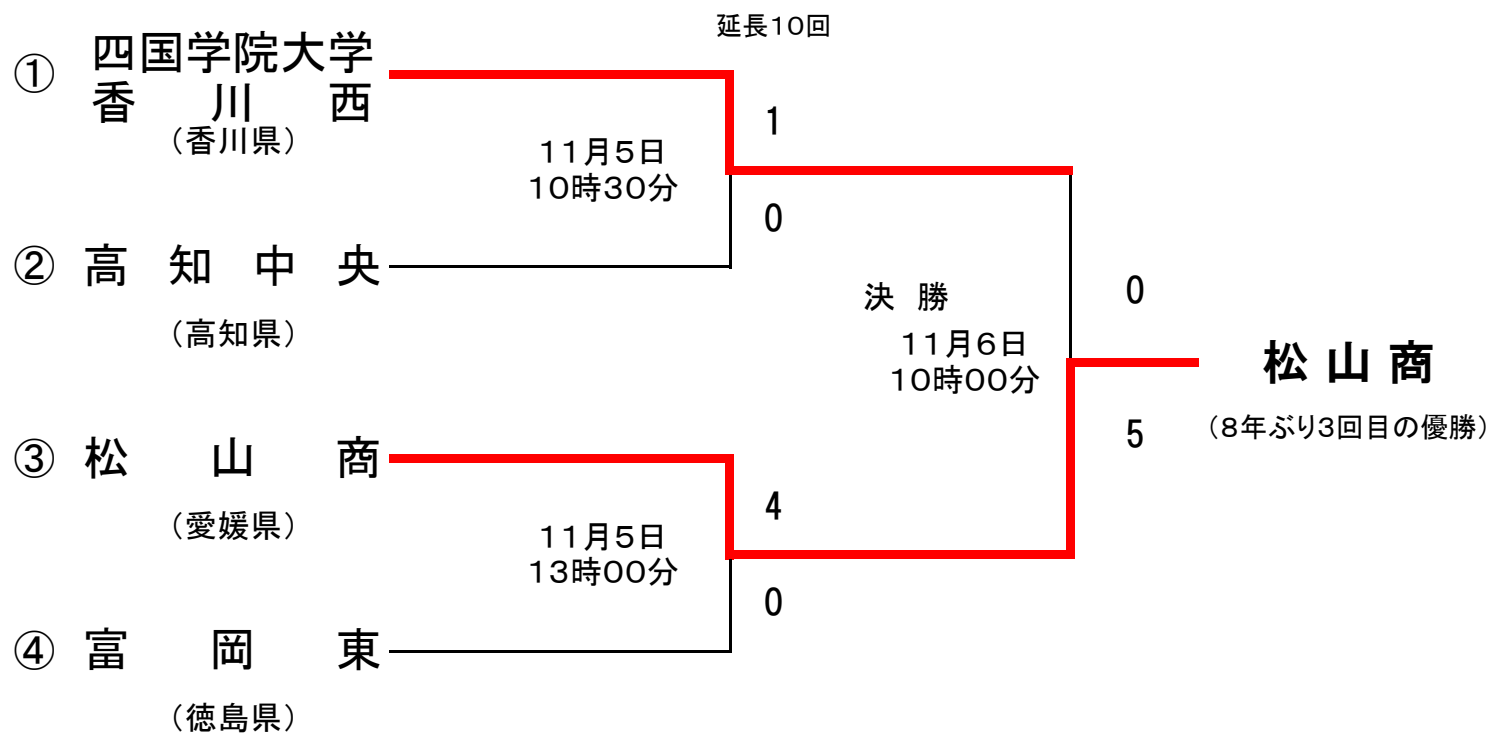 延長10回
① 四国学院大学
香川西
（香川県）
1
11月5日
10時30分
0
② 高知中央
（高知県）
決勝
11月6日
10時00分
0
松山商
（8年ぶり3回目の優勝）
5
③ 松山商
（愛媛県）
4
11月5日
13時00分
0
④ 富岡東
（徳島県）